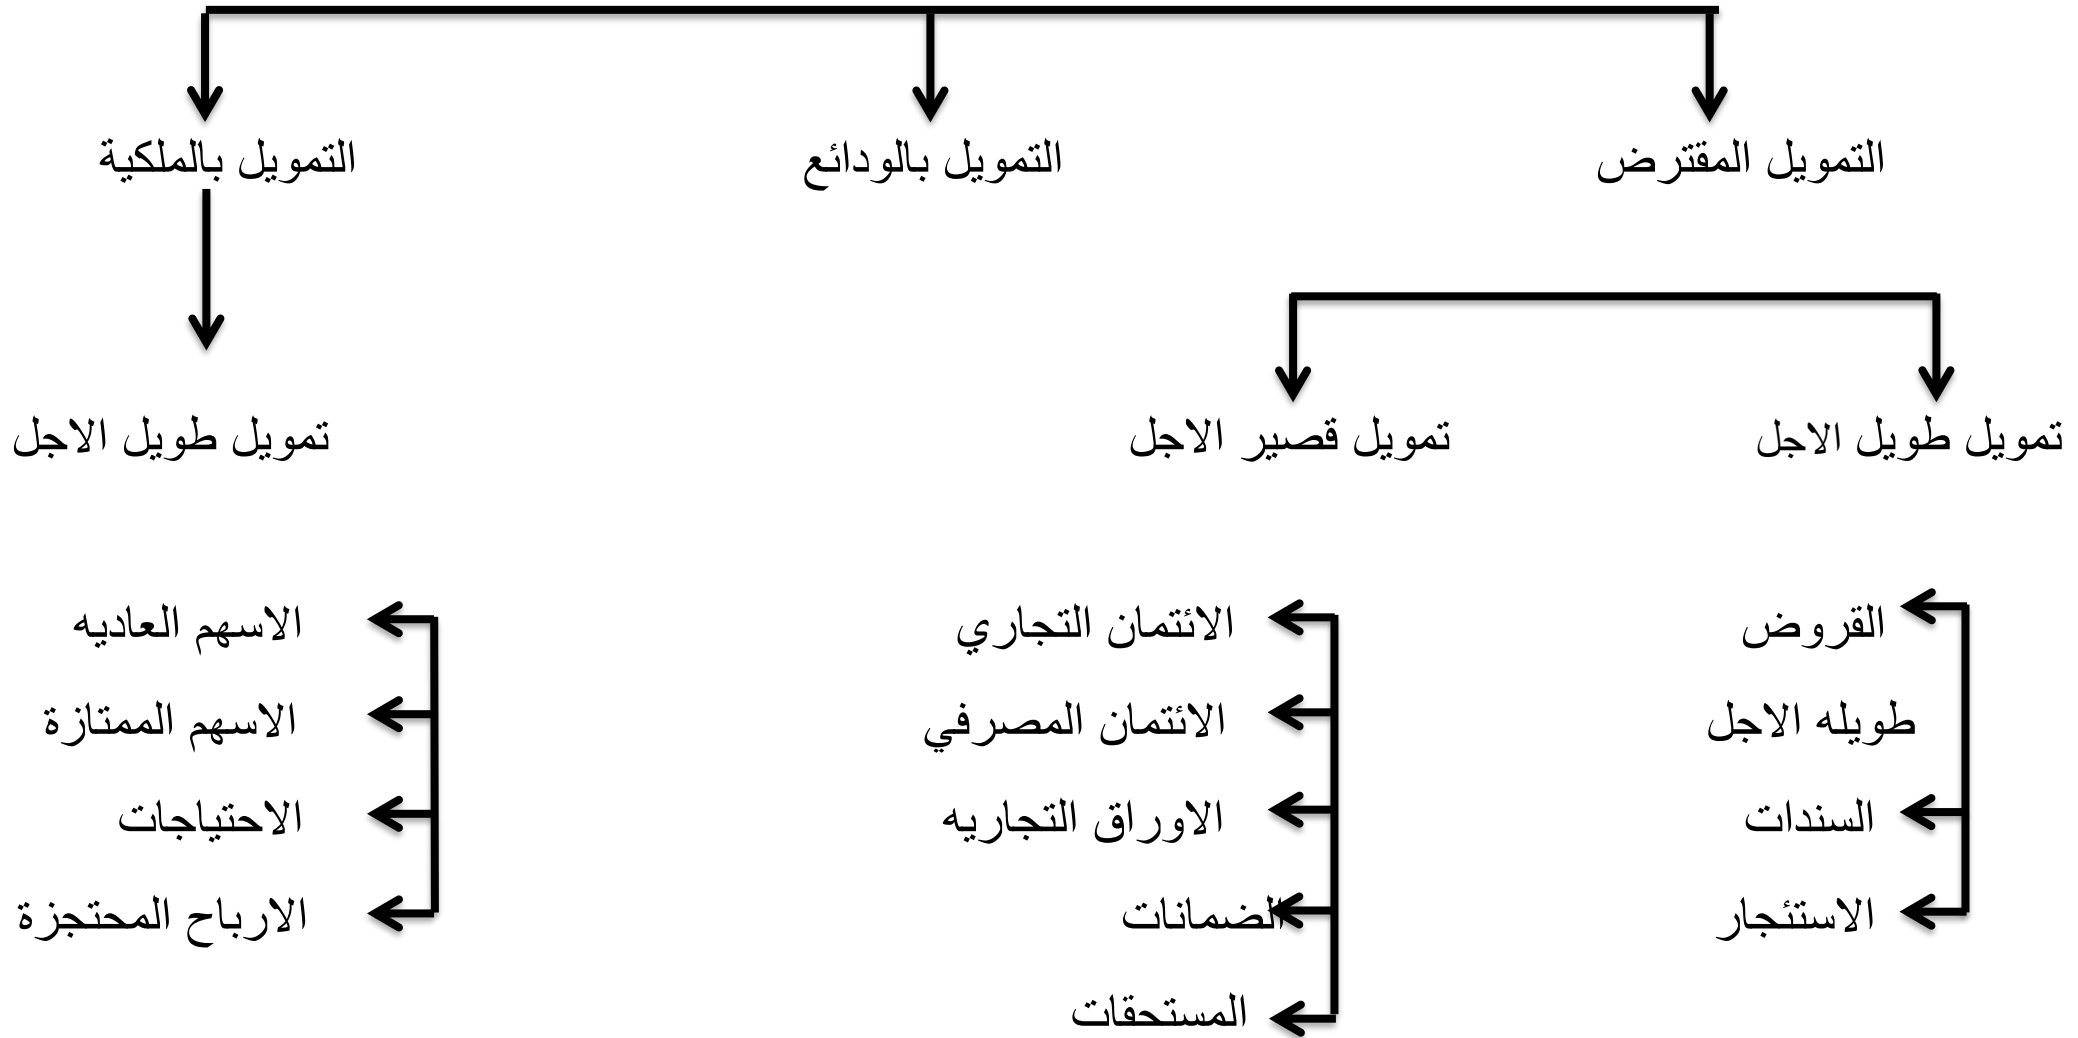 التمويل المقترض
التمويل بالودائع
التمويل بالملكية
تمويل طويل الاجل
تمويل قصير الاجل
تمويل طويل الاجل
القروض
طويله الاجل
السندات
الاستئجار
الائتمان التجاري
الائتمان المصرفي
الاوراق التجاريه
الضمانات
المستحقات
الاسهم العاديه
الاسهم الممتازة
الاحتياجات
الارباح المحتجزة